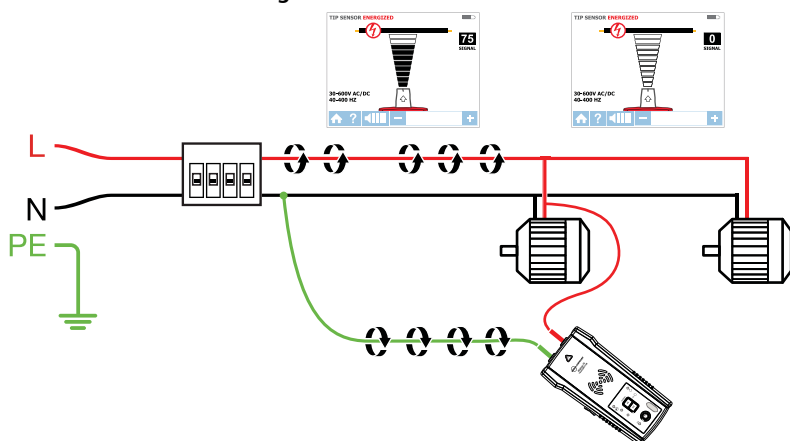 TIP SENSOR ENERGIZED
75
SIGNAL
30-600V AC/DC
40-400 HZ
?
TIP SENSOR ENERGIZED
0
SIGNAL
30-600V AC/DC
40-400 HZ
?
L
N
PE